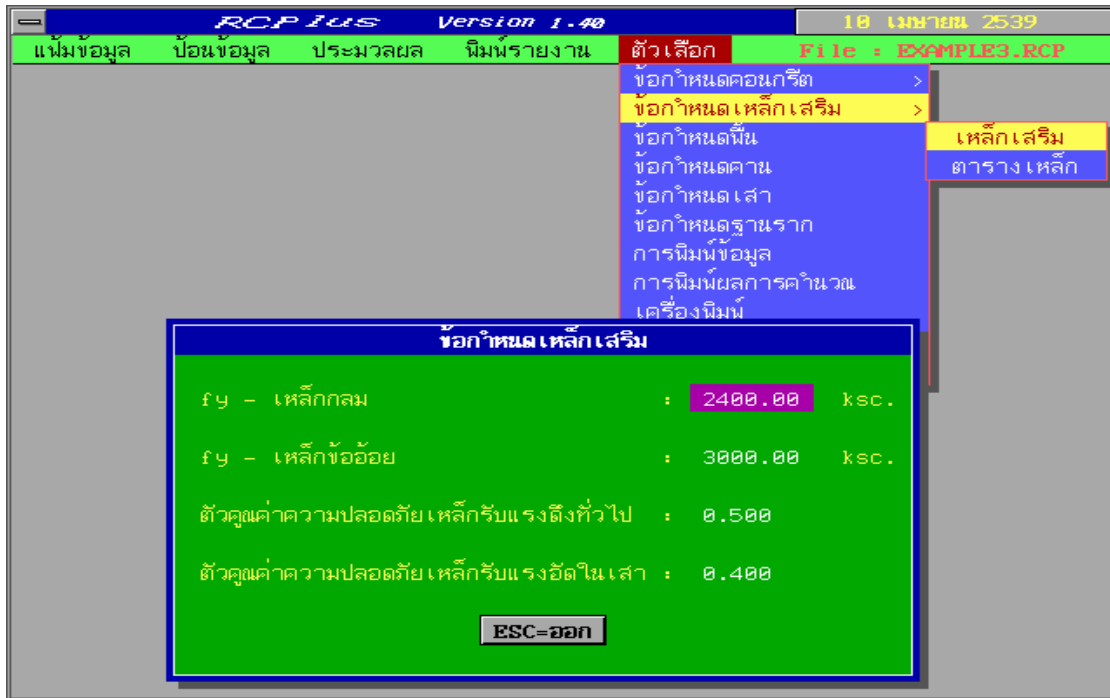 RCPlus Version 1.40 10 เมษายน 2539
แฟ้มข้อมูล ป้อนข้อมูล ประมวลผล พิมพ์รายงาน ตัวเลือก File : EXAMPLE3.RCP
ข้อกำหนดคอนกรีต >
ข้อกำหนดเหล็กเสริม >
เหล็กเสริม
ข้อกำหนดพื้น
ตารางเหล็ก
ข้อกำหนดคาน
ข้อกำหนดเสา
ข้อกำหนดฐานราก
การพิมพ์ข้อมูล
การพิมพ์ผลการคำนวณ
เครื่องพิมพ์
ข้อกำหนดเหล็กเสริม
fy - เหล็กกลม : 2400.00 ksc.
fy - เหล็กข้ออ้อย : 3000.00 ksc.
ตัวคูณค่าความปลอดภัยเหล็กรับแรงดึงทั่วไป : 0.500
ตัวคูณค่าความปลอดภัยเหล็กรับแรงอัดในเสา : 0.400
ESC=ออก